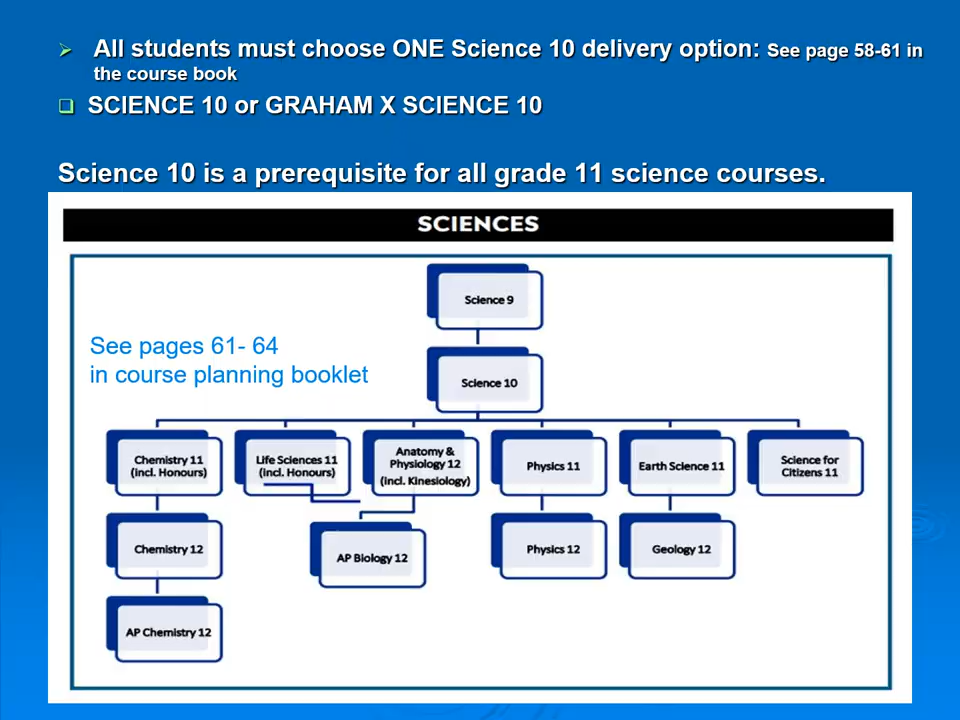 All students must choose ONE Science 10 delivery option: See page 58-61 in
the course book
SCIENCE 10 or GRAHAM X SCIENCE 10
Science 10 is a prerequisite for all grade 11 science courses.
SCIENCES
Science 9
See pages 61- 64
in course planning booklet
Science 10
Chemistry 11
(incl. Honours)
Life Sciences 11
(incl. Honours)
Anatomy &
Physiology 12
(incl. Kinesiology)
Physics 11
Earth Science 11
Science for
Citizens 11
Chemistry 12
AP Biology 12
Physics 12
Geology 12
AP Chemistry 12